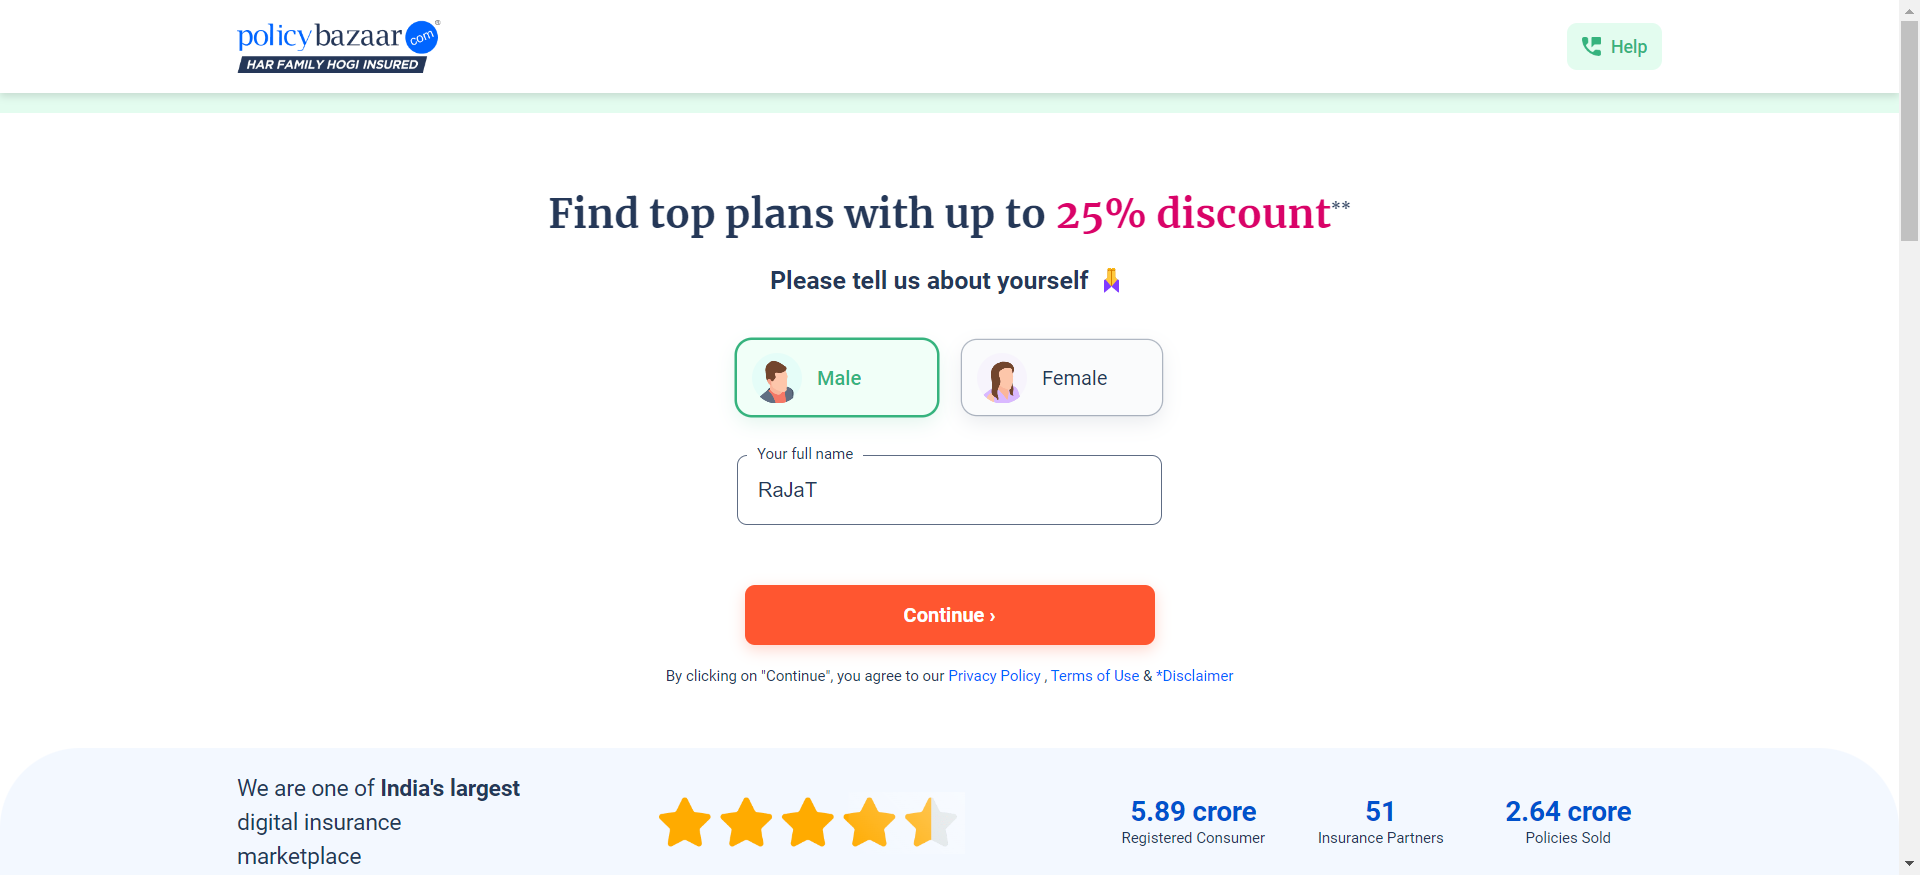 policybazaar com®
HAR FAMILY HOGI INSURED
Help
Find top plans with up to 25% discount**
Please tell us about yourself
Male
Female
Your full name
RaJaT
Continue ›
By clicking on "Continue", you agree to our Privacy Policy , Terms of Use & *Disclaimer
We are one of India's largest
digital insurance
marketplace
5.89 crore
Registered Consumer
51
Insurance Partners
2.64 crore
Policies Sold